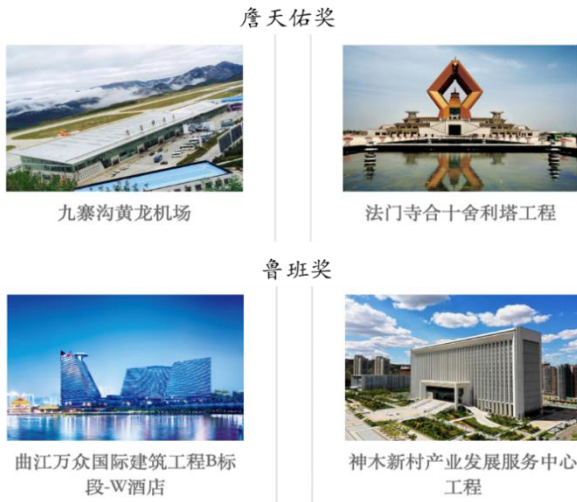 詹天佑奖
九寨沟黄龙机场
法门寺合十舍利塔工程
鲁班奖
曲江万众国际建筑工程B标
段-W酒店
神木新村产业发展服务中心
工程